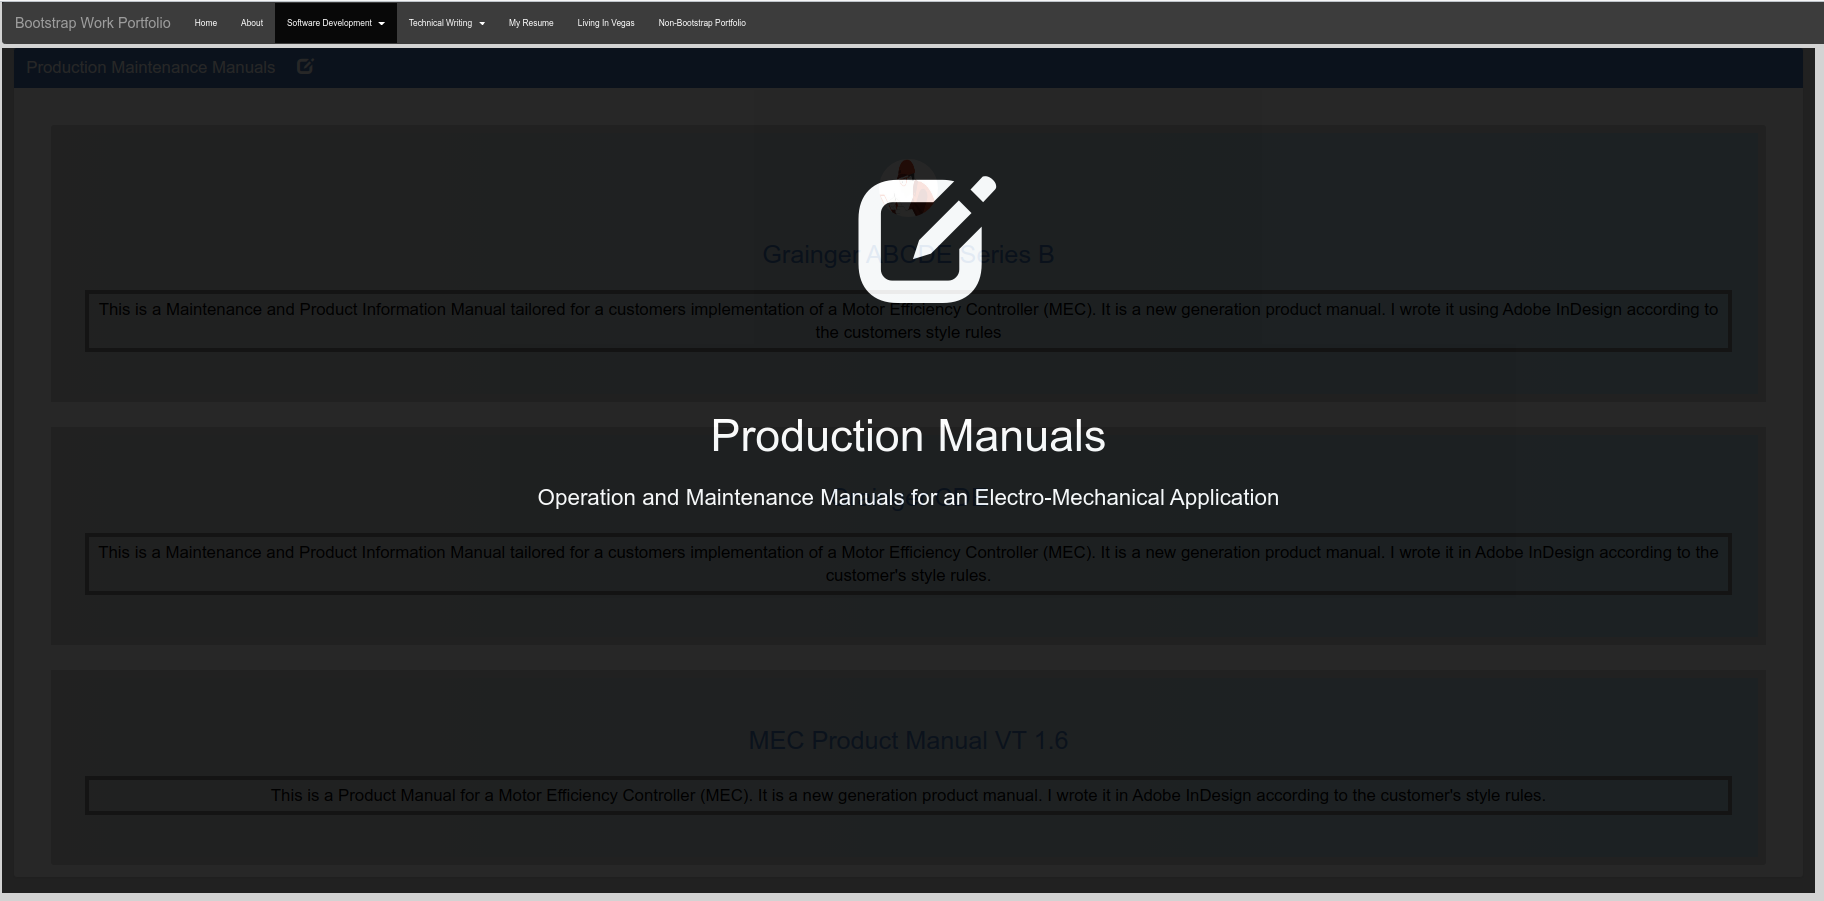 Bootstrap Work Portfolio Home About Software Development Technical Writing My Resume Living In Vegas Non-Bootstrap Portfolio
Production Maintenance Manuals
Grainger ABCDE Series B
This is a Maintenance and Product Information Manual tailored for a customers implementation of a Motor Efficiency Controller (MEC). It is a new generation product manual. I wrote it using Adobe InDesign according to
the customers style rules
Production Manuals
Operation and Maintenance Manuals for an Electro-Mechanical Application
This is a Maintenance and Product Information Manual tailored for a customers implementation of a Motor Efficiency Controller (MEC). It is a new generation product manual. I wrote it in Adobe InDesign according to the
customer's style rules.
MEC Product Manual VT 1.6
This is a Product Manual for a Motor Efficiency Controller (MEC). It is a new generation product manual. I wrote it in Adobe InDesign according to the customer's style rules.